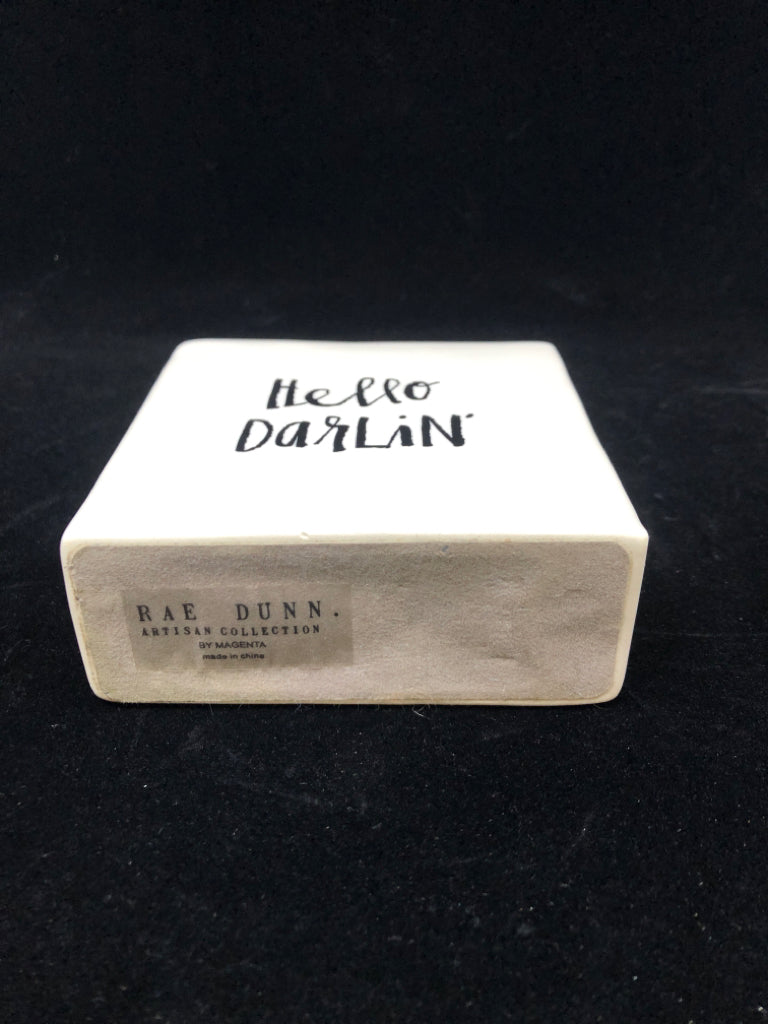 Hello
Darlin'
RAE DUNN.
ARTISAN COLLECTION
BY MAGENTA
made in china